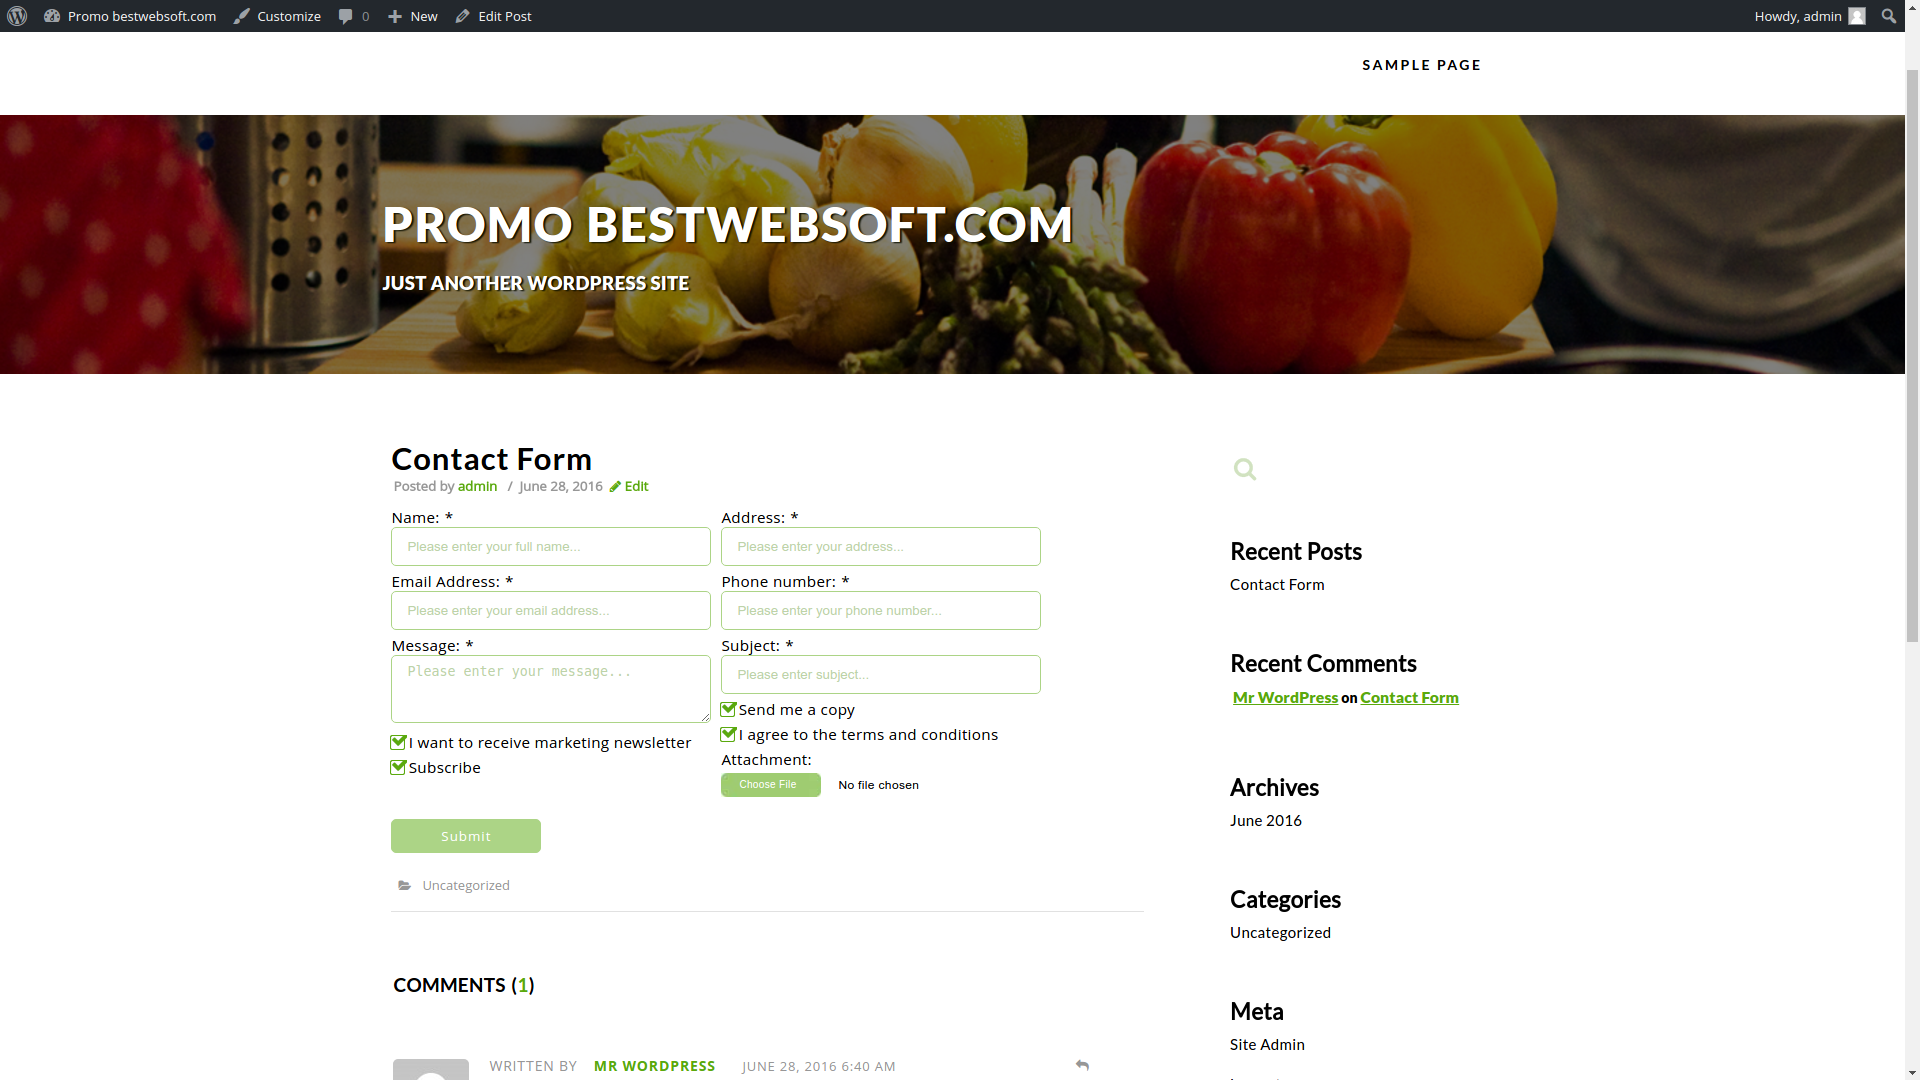 Promo bestwebsoft.com Customize 0 New Edit Post Howdy, admin
SAMPLE PAGE
PROMO BESTWEBSOFT.COM
JUST ANOTHER WORDPRESS SITE
Contact Form
Posted by admin / June 28, 2016 Edit
Name: *
Please enter your full name...
Address: *
Please enter your address...
Email Address: *
Please enter your email address...
Phone number: *
Please enter your phone number...
Message: *
Please enter your message...
Subject: *
Please enter subject...
Send me a copy
I agree to the terms and conditions
I want to receive marketing newsletter
Subscribe
Attachment:
Choose File No file chosen
Submit
Uncategorized
COMMENTS (1)
WRITTEN BY MR WORDPRESS JUNE 28, 2016 6:40 AM
Recent Posts
Contact Form
Recent Comments
Mr WordPress on Contact Form
Archives
June 2016
Categories
Uncategorized
Meta
Site Admin